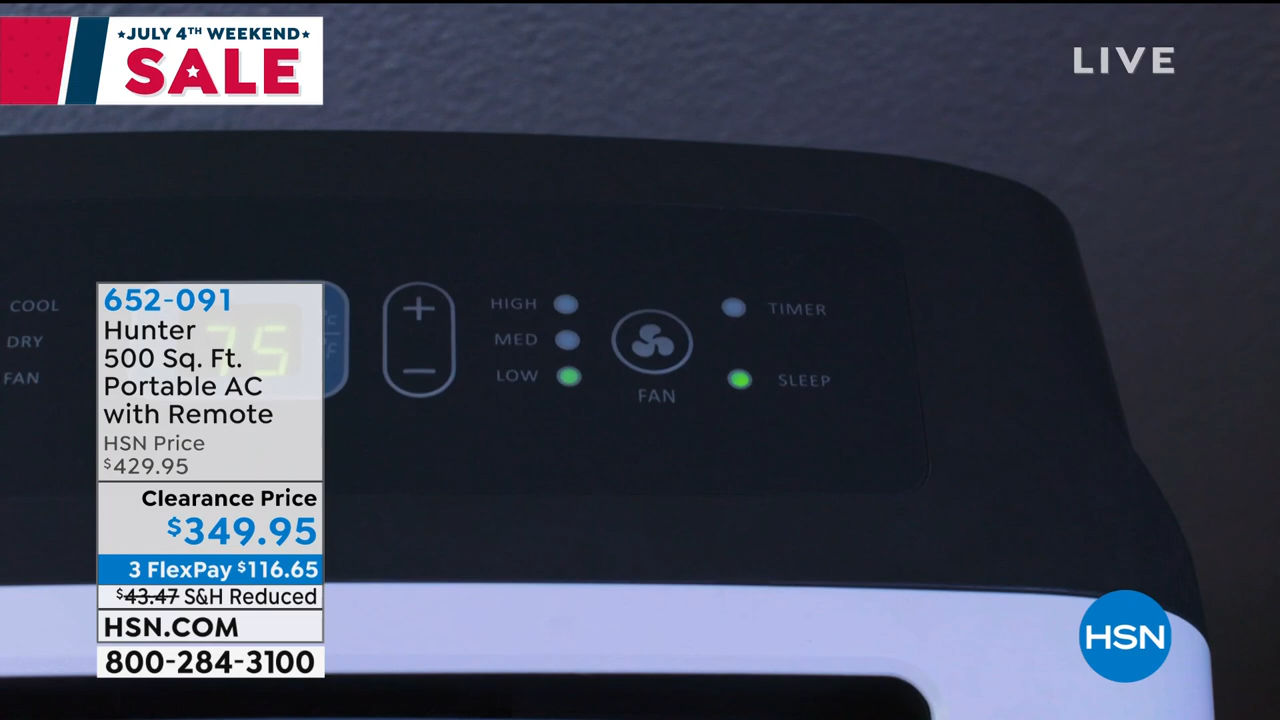 ★JULY 4TH WEEKEND★
SALE
LIVE
COOL
DRY
FAN
75
°C
°F
+
−
HIGH
MED
LOW
FAN
TIMER
SLEEP
652-091
Hunter
500 Sq. Ft.
Portable AC
with Remote
HSN Price
$429.95
Clearance Price
$349.95
3 FlexPay $116.65
$43.47 S&H Reduced
HSN.COM
800-284-3100
HSN